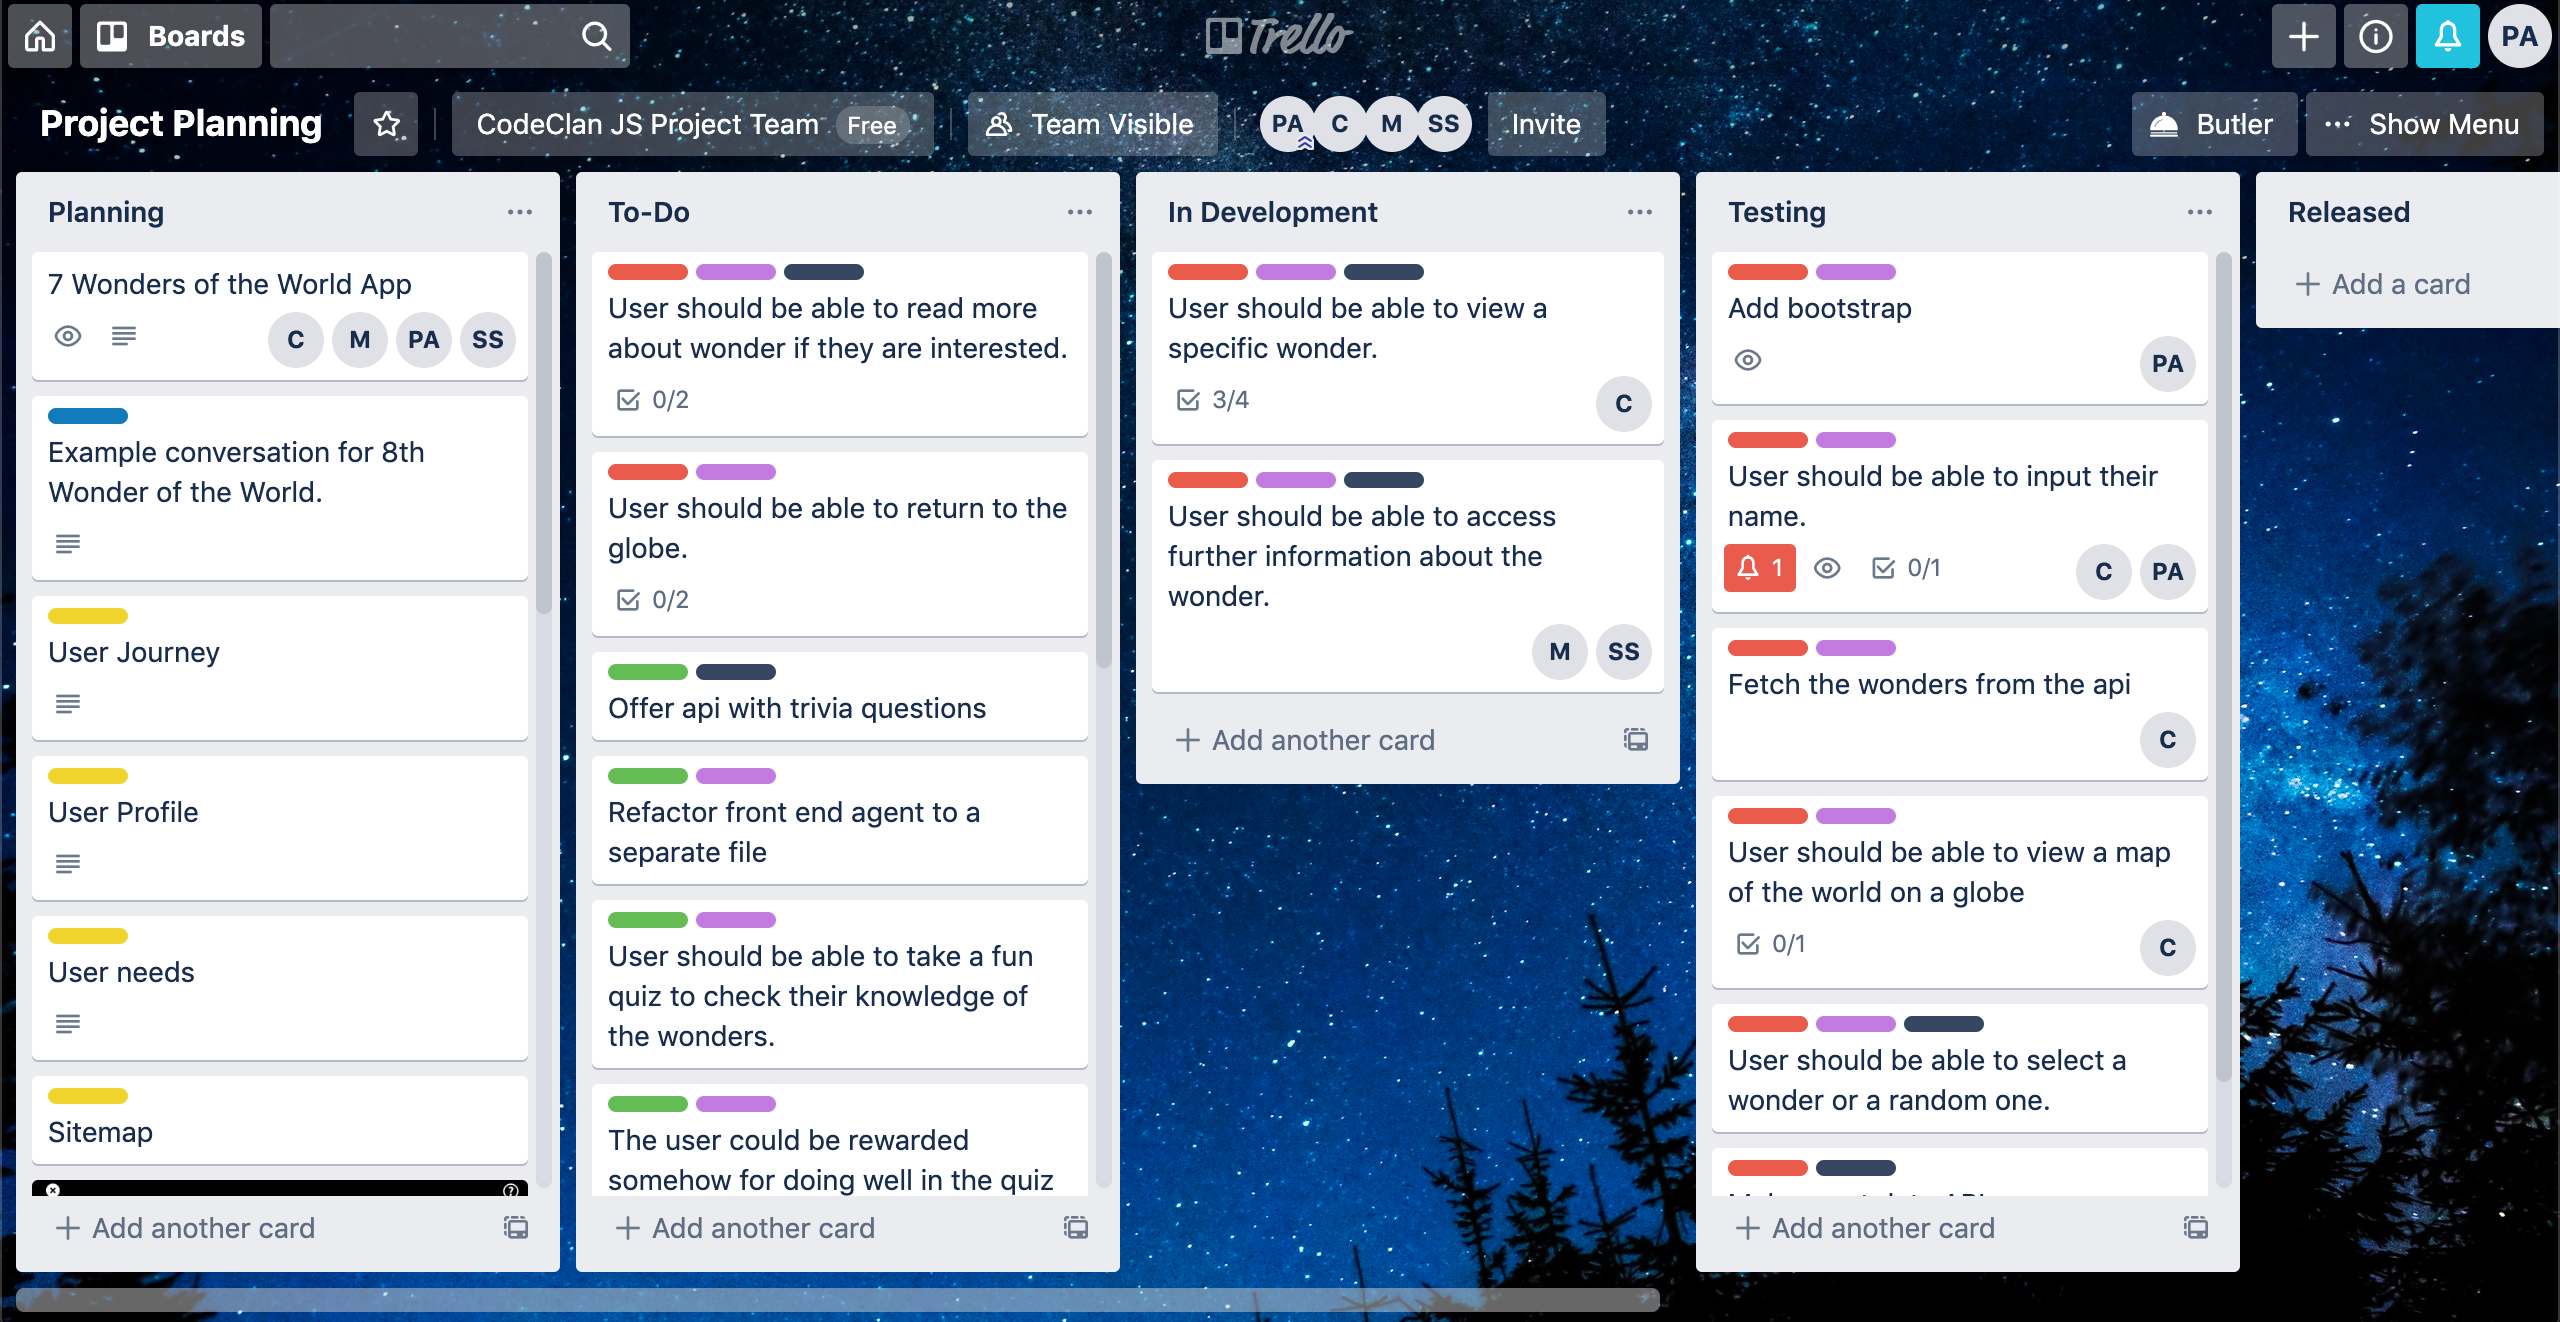 Boards
Trello
PA
Project Planning
CodeClan JS Project Team Free
Team Visible
PA C M SS
Invite
Butler
Show Menu
Planning
7 Wonders of the World App
C M PA SS
Example conversation for 8th
Wonder of the World.
User Journey
User Profile
User needs
Sitemap
Add another card
To-Do
User should be able to read more
about wonder if they are interested.
0/2
User should be able to return to the
globe.
0/2
Offer api with trivia questions
Refactor front end agent to a
separate file
User should be able to take a fun
quiz to check their knowledge of
the wonders.
The user could be rewarded
somehow for doing well in the quiz
Add another card
In Development
User should be able to view a
specific wonder.
3/4
C
User should be able to access
further information about the
wonder.
M SS
Add another card
Testing
Add bootstrap
PA
User should be able to input their
name.
1 0/1
C PA
Fetch the wonders from the api
C
User should be able to view a map
of the world on a globe
0/1
C
User should be able to select a
wonder or a random one.
Add another card
Released
Add a card